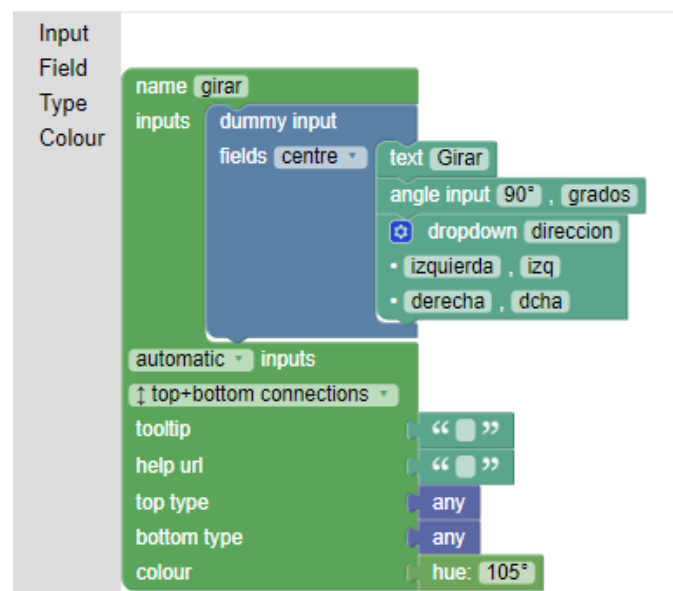 Input
Field
Type
Colour
name girar
inputs dummy input
fields centre text Girar
angle input 90° , grados
dropdown direccion
• izquierda , izq
• derecha , dcha
automatic inputs
↕ top+bottom connections
tooltip “ ”
help url “ ”
top type any
bottom type any
colour hue: 105°